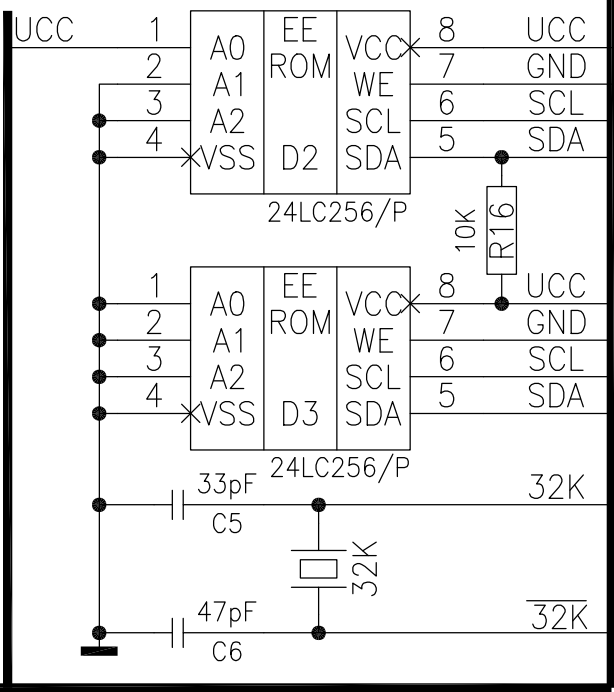 UCC 1 A0 EE VCC 8 UCC
2 A1 ROM WE 7 GND
3 A2 SCL 6 SCL
4 VSS D2 SDA 5 SDA
24LC256/P
10K R16
1 A0 EE VCC 8 UCC
2 A1 ROM WE 7 GND
3 A2 SCL 6 SCL
4 VSS D3 SDA 5 SDA
24LC256/P
33pF 32K
C5
32K
47pF 3̅2̅K̅
C6